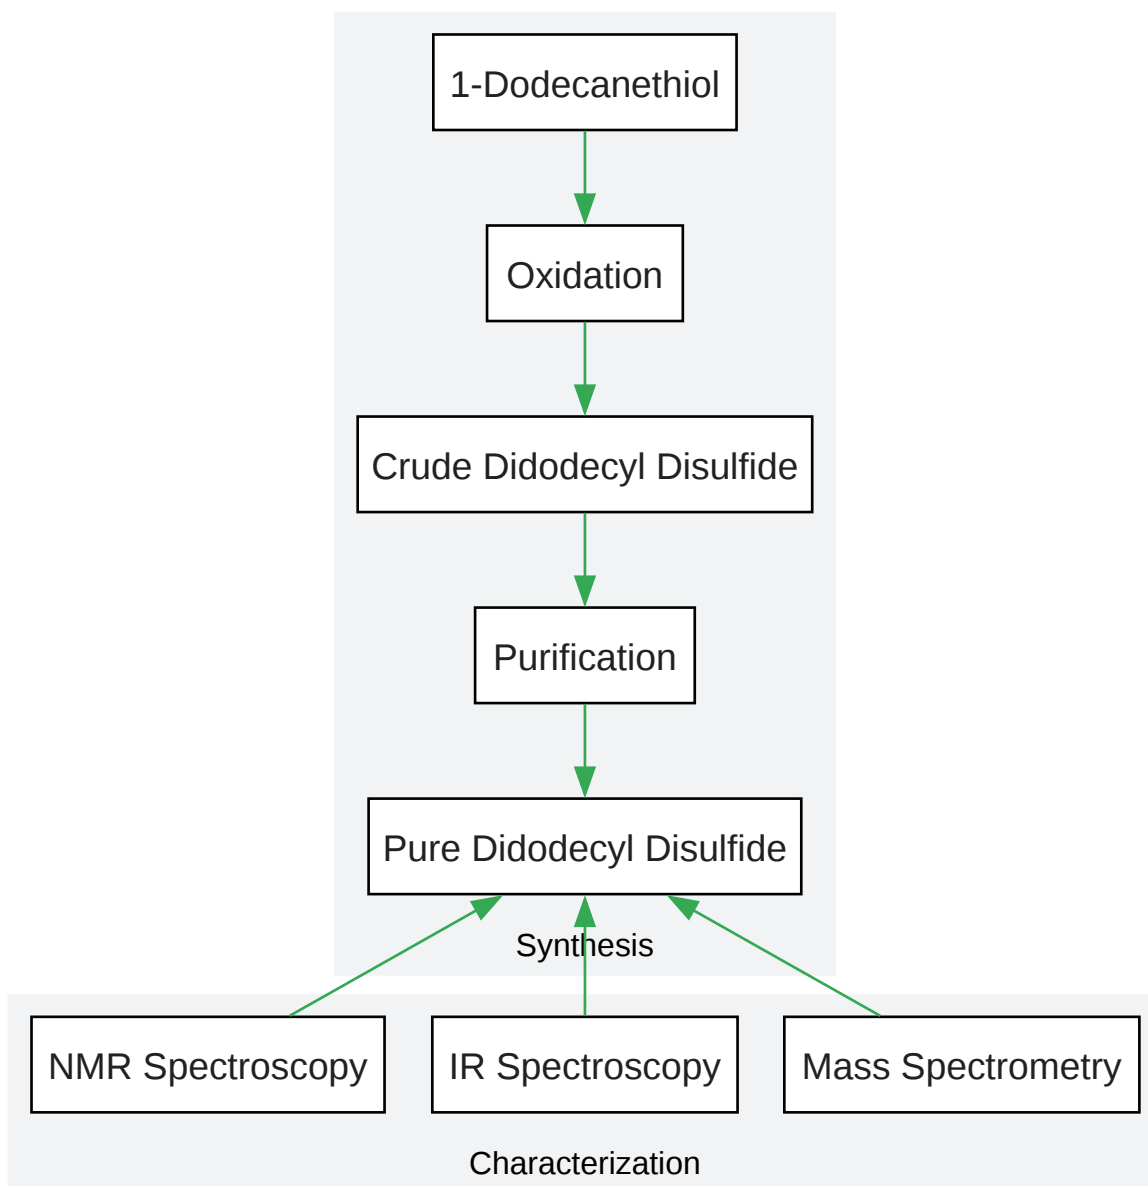 1-Dodecanethiol
Oxidation
Crude Didodecyl Disulfide
Purification
Pure Didodecyl Disulfide
Synthesis
NMR Spectroscopy
IR Spectroscopy
Mass Spectrometry
Characterization